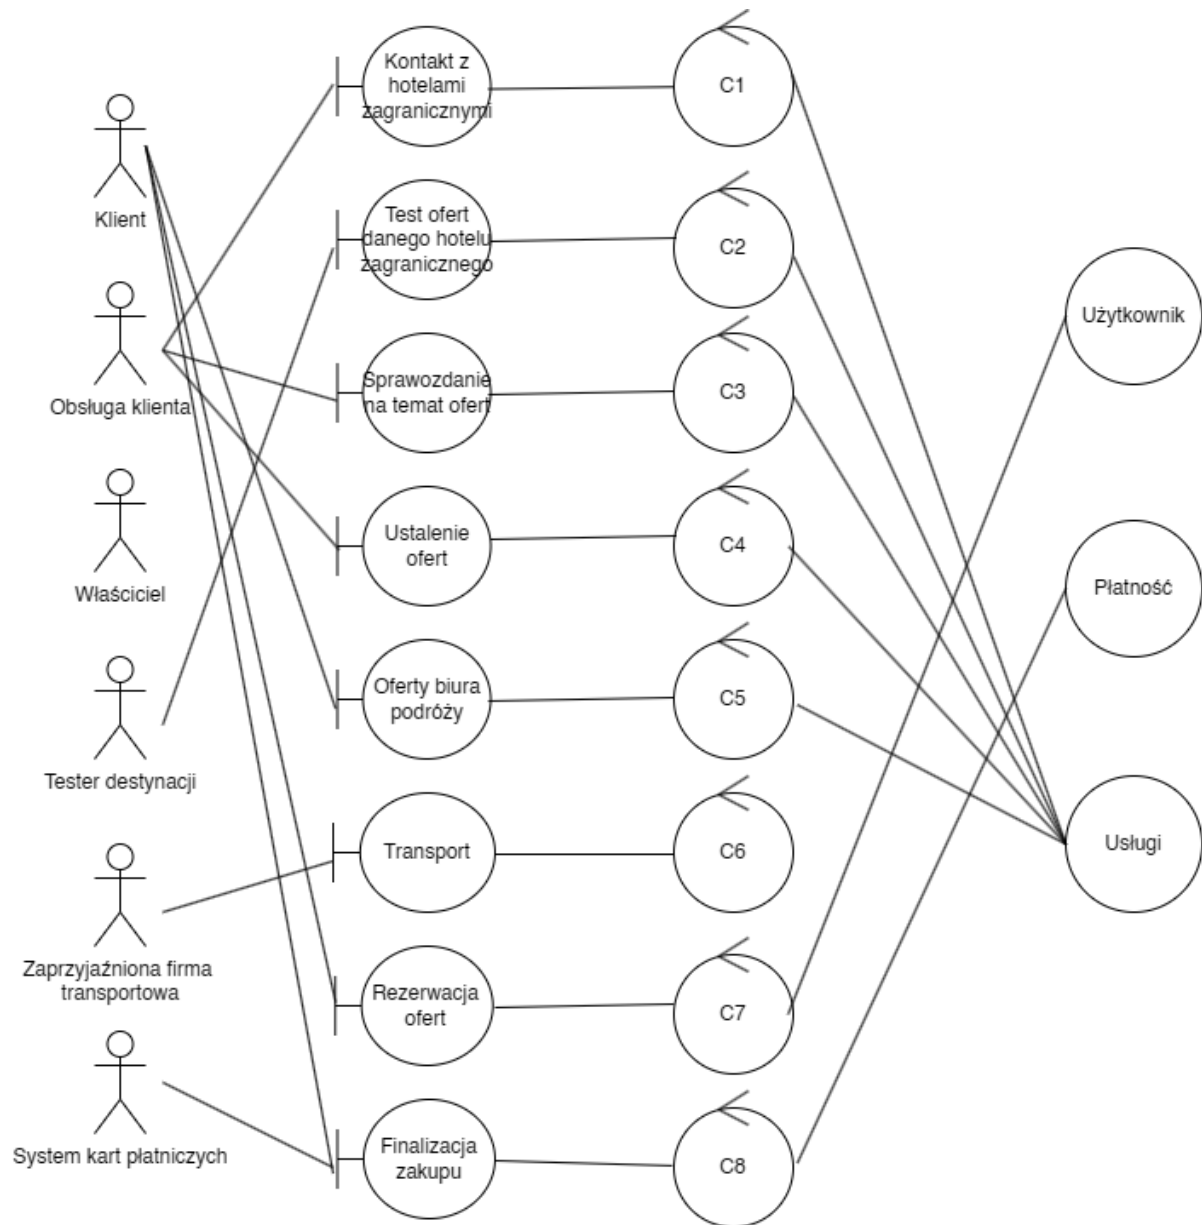 Kontakt z
hotelami
zagranicznymi
C1
Klient
Test ofert
danego hotelu
zagranicznego
C2
Użytkownik
Obsługa klienta
Sprawozdanie
na temat ofert
C3
Właściciel
Ustalenie
ofert
C4
Płatność
Tester destynacji
Oferty biura
podróży
C5
Zaprzyjaźniona firma
transportowa
Transport
C6
Usługi
Rezerwacja
ofert
C7
System kart płatniczych
Finalizacja
zakupu
C8